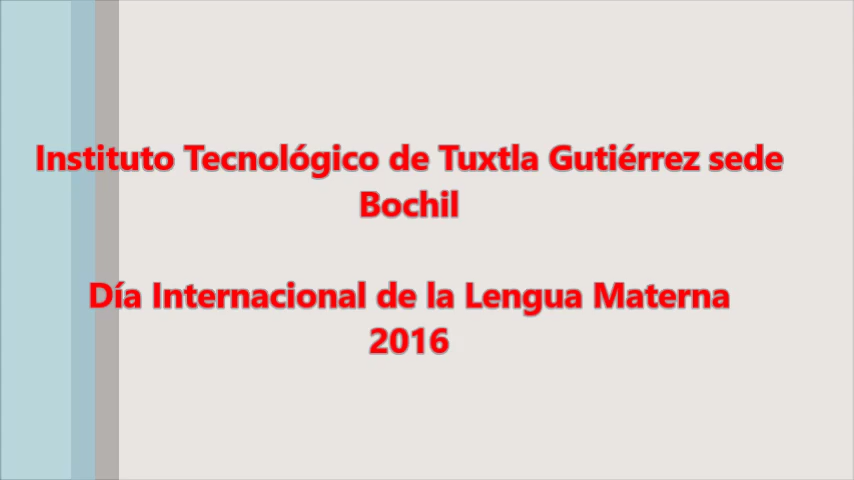 Instituto Tecnológico de Tuxtla Gutiérrez sede
Bochil
Día Internacional de la Lengua Materna
2016